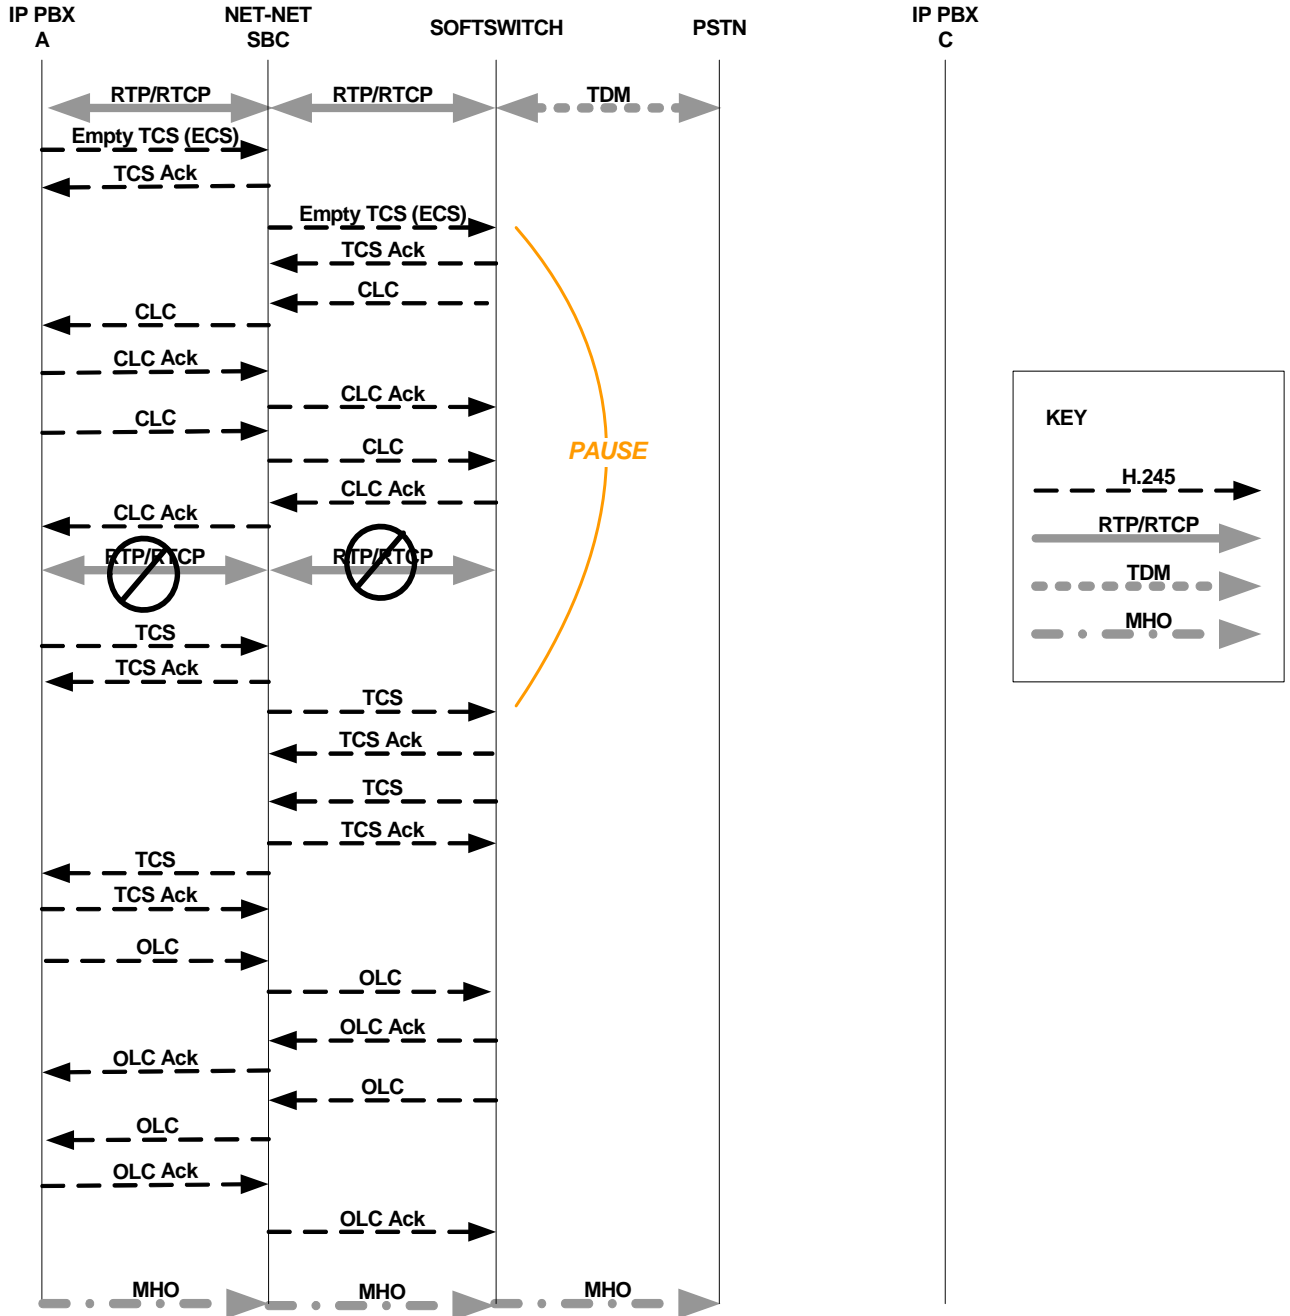 IP PBX
A
NET-NET
SBC
SOFTSWITCH
PSTN
IP PBX
C
RTP/RTCP
RTP/RTCP
TDM
Empty TCS (ECS)
TCS Ack
Empty TCS (ECS)
TCS Ack
CLC
CLC
CLC Ack
CLC Ack
CLC
CLC
CLC Ack
CLC Ack
PAUSE
RTP/RTCP
RTP/RTCP
TCS
TCS Ack
TCS
TCS Ack
TCS
TCS Ack
TCS
TCS Ack
OLC
OLC
OLC Ack
OLC Ack
OLC
OLC
OLC Ack
OLC Ack
MHO
MHO
MHO
KEY
H.245
RTP/RTCP
TDM
MHO